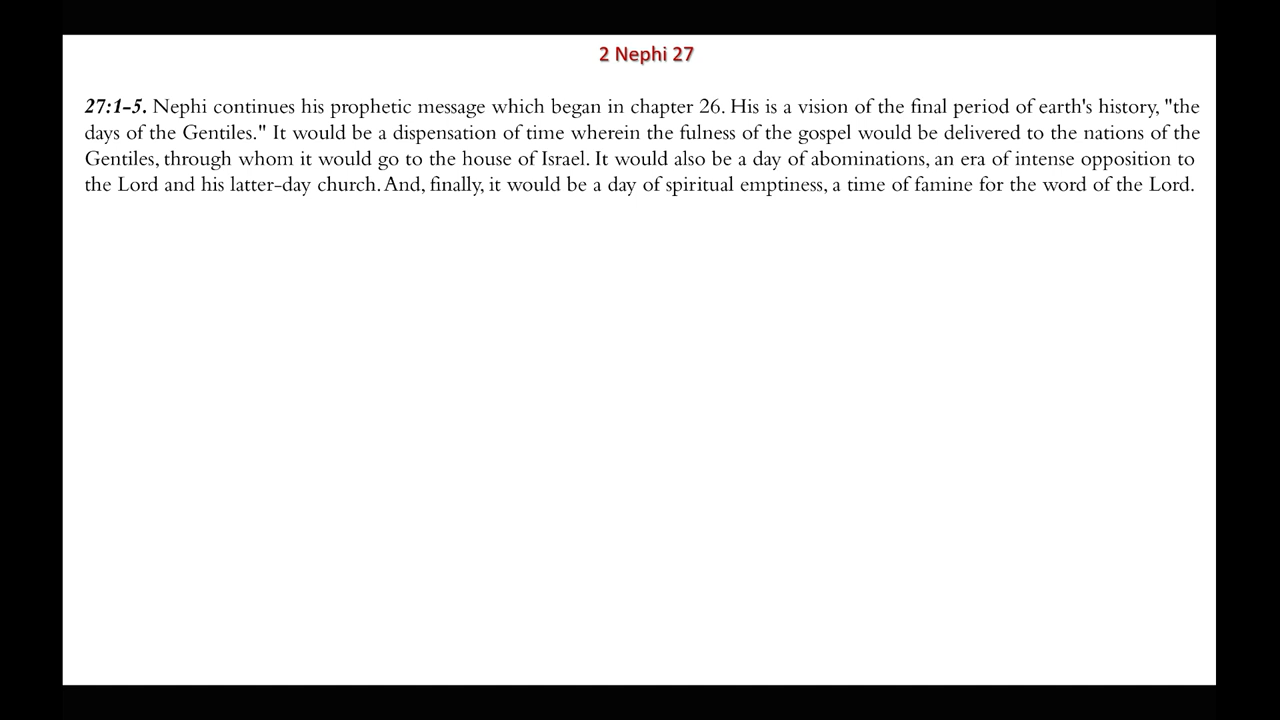 2 Nephi 27
27:1-5. Nephi continues his prophetic message which began in chapter 26. His is a vision of the final period of earth's history, "the
days of the Gentiles." It would be a dispensation of time wherein the fulness of the gospel would be delivered to the nations of the
Gentiles, through whom it would go to the house of Israel. It would also be a day of abominations, an era of intense opposition to
the Lord and his latter-day church. And, finally, it would be a day of spiritual emptiness, a time of famine for the word of the Lord.